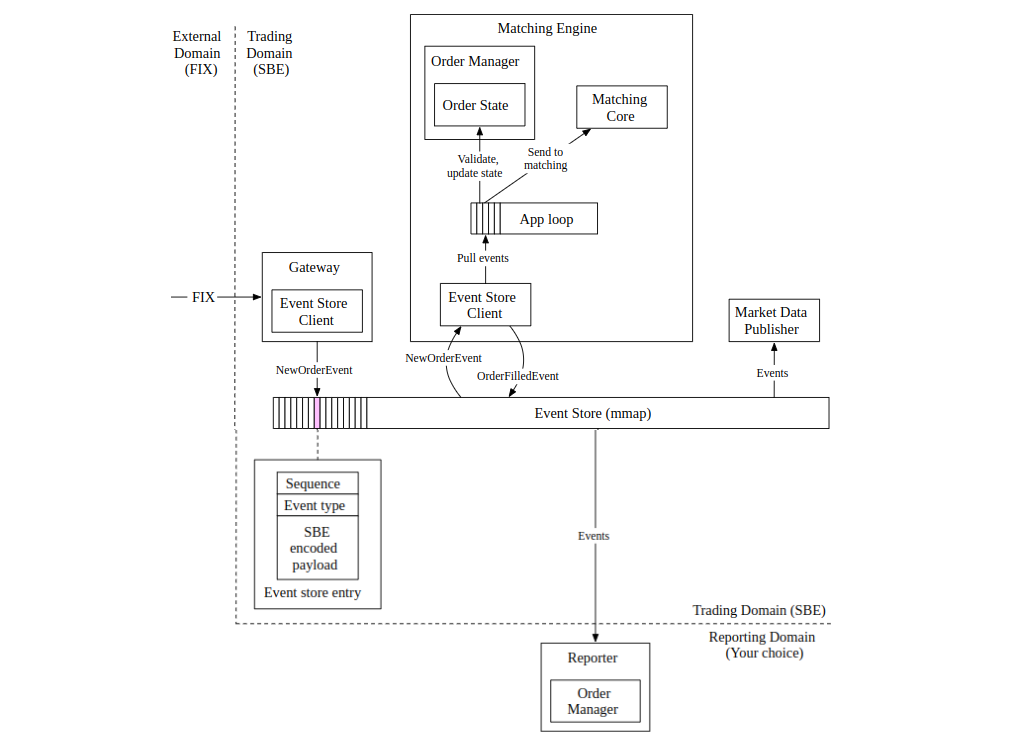 External
Domain
(FIX)
Trading
Domain
(SBE)
Matching Engine
Order Manager
Order State
Matching
Core
Validate,
update state
Send to
matching
App loop
Pull events
Event Store
Client
Gateway
Event Store
Client
FIX
Market Data
Publisher
NewOrderEvent
NewOrderEvent
OrderFilledEvent
Events
Event Store (mmap)
Sequence
Event type
SBE
encoded
payload
Event store entry
Events
Trading Domain (SBE)
Reporting Domain
(Your choice)
Reporter
Order
Manager